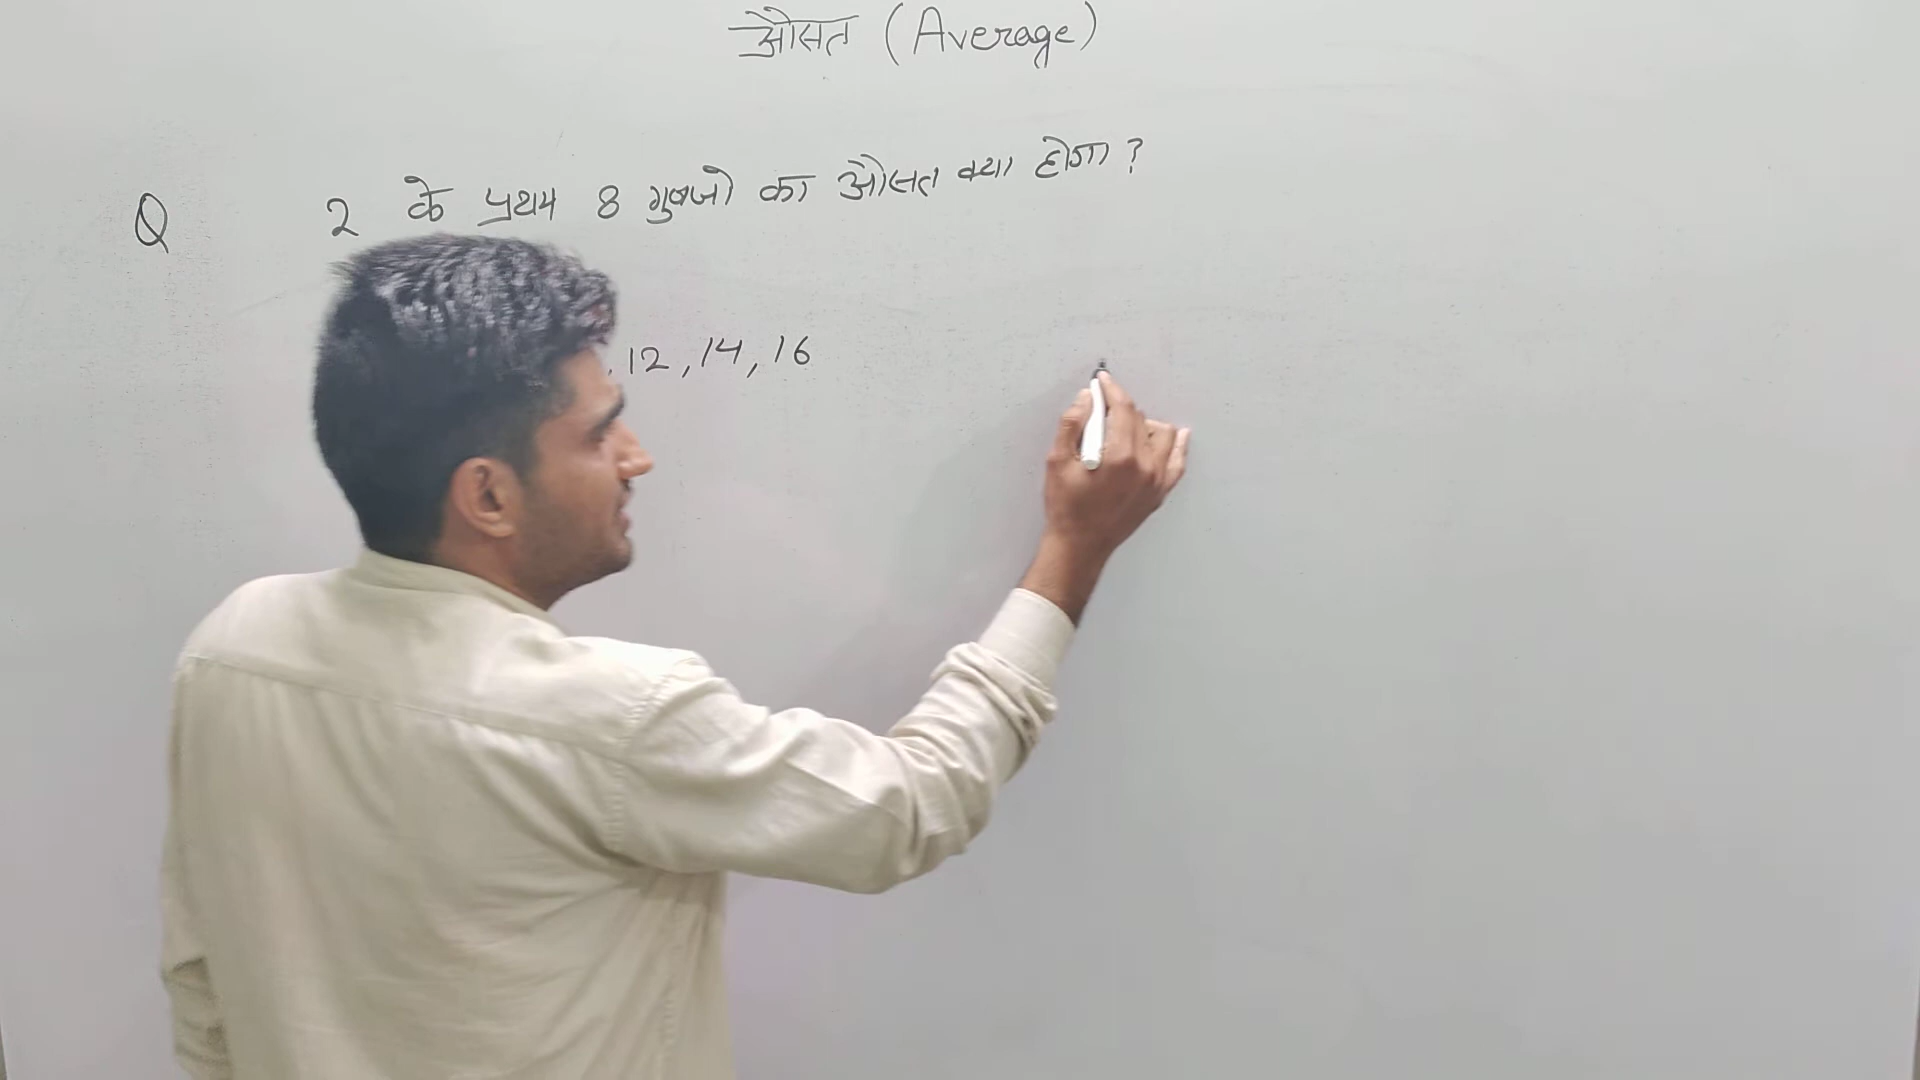 औसत (Average)
Q 2 के प्रथम 8 गुणजो का औसत क्या होगा ?
, 12 , 14 , 16